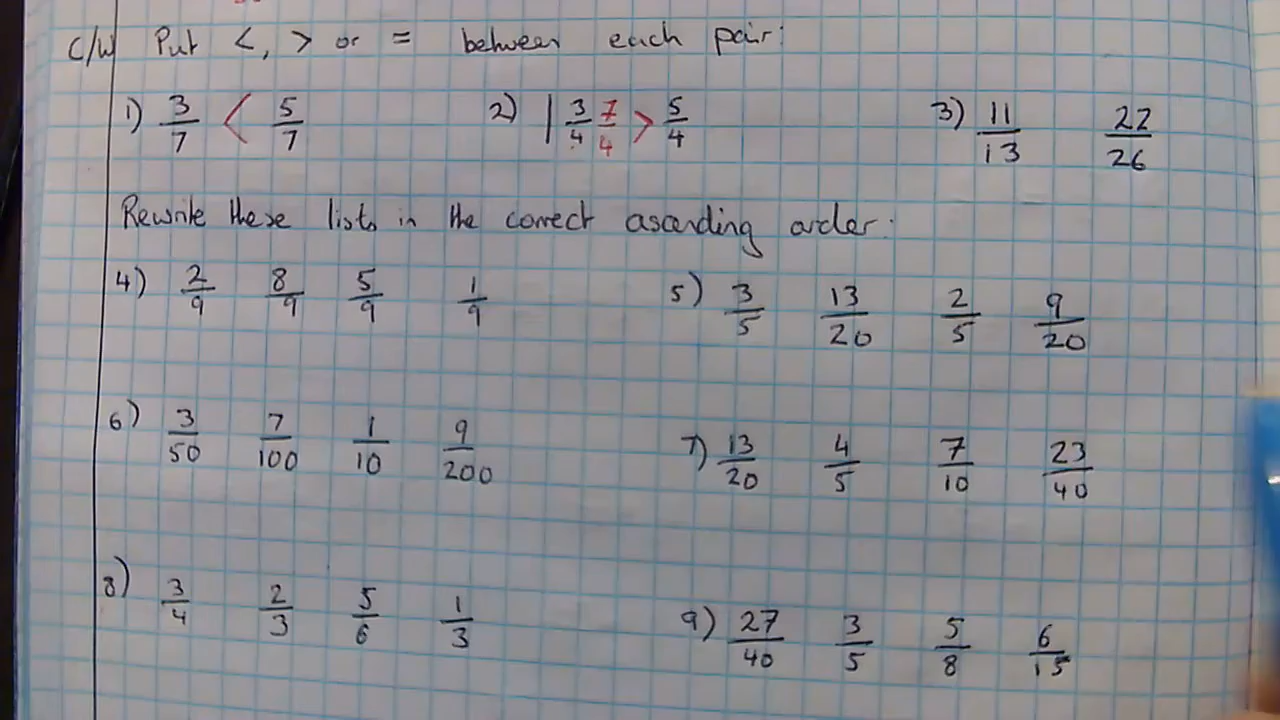 C/W Put <, > or = between each pair:
1) 3/7 < 5/7 2) 1 3/4 7/4 > 5/4 3) 11/13 22/26
Rewrite these lists in the correct ascending order:
4) 2/9 8/9 5/9 1/9 5) 3/5 13/20 2/5 9/20
6) 3/50 7/100 1/10 9/200 7) 13/20 4/5 7/10 23/40
8) 3/4 2/3 5/6 1/3 9) 27/40 3/5 5/8 6/15